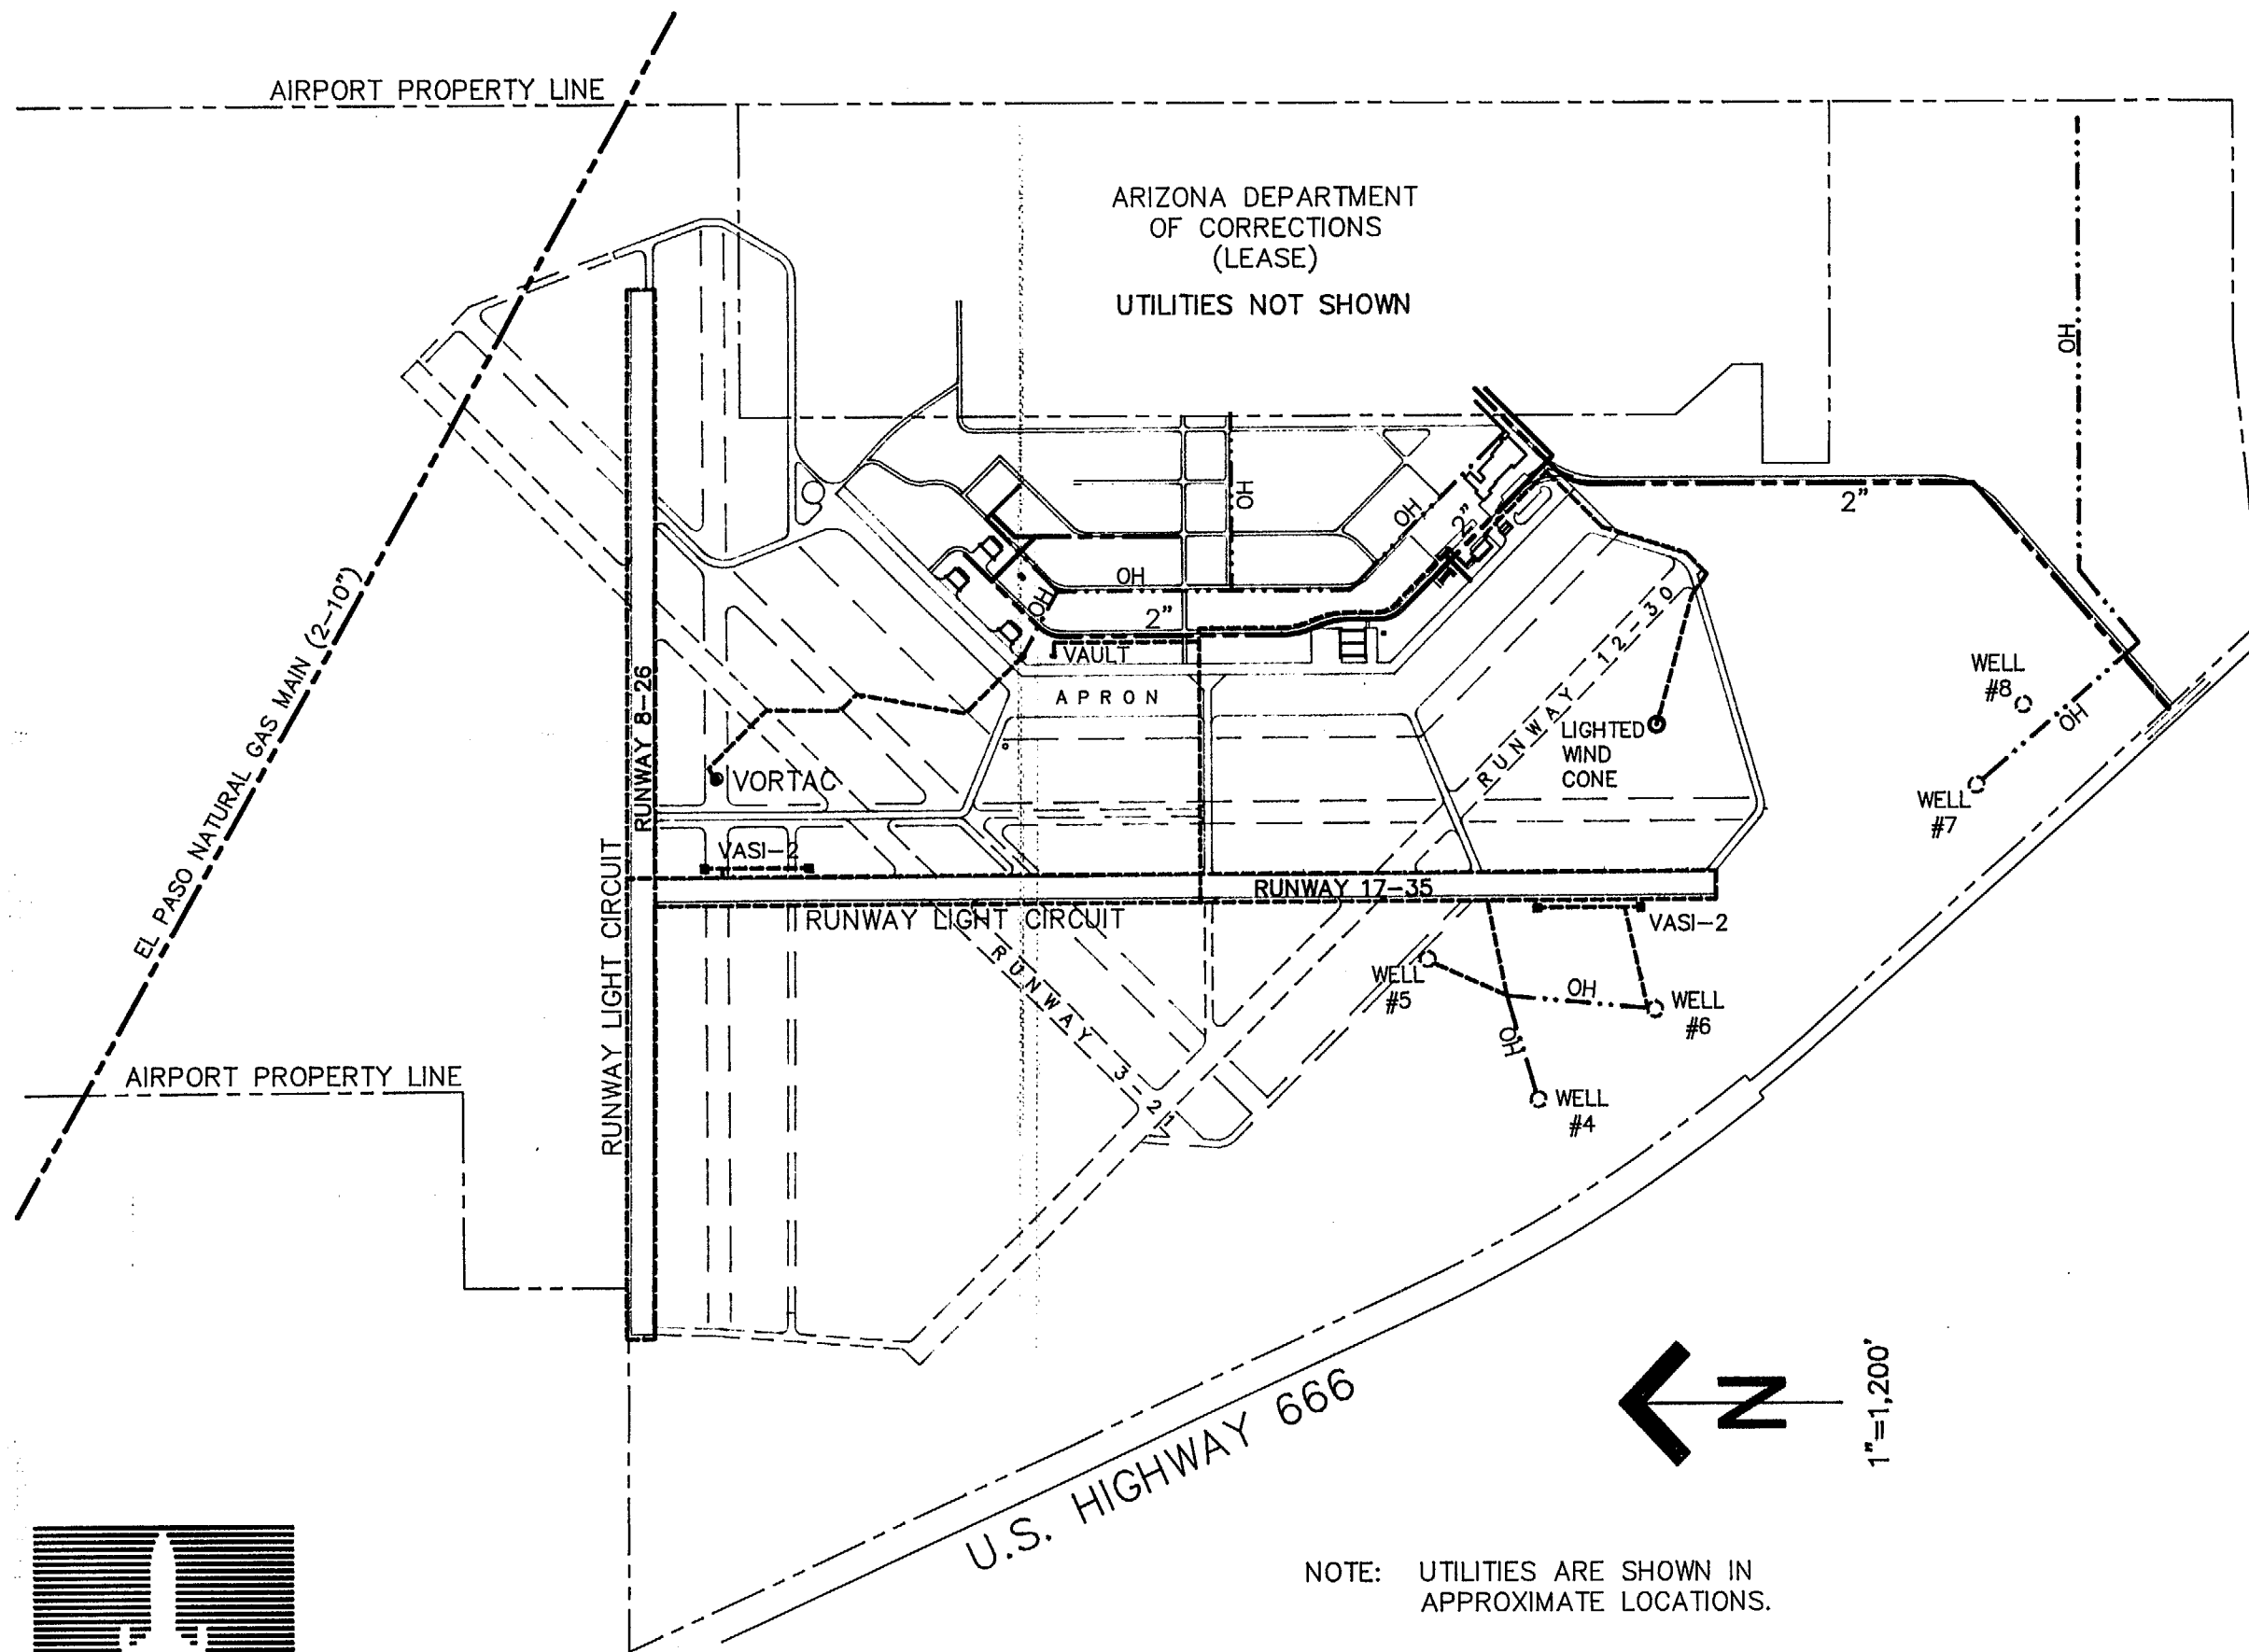 AIRPORT PROPERTY LINE
ARIZONA DEPARTMENT
OF CORRECTIONS
(LEASE)
UTILITIES NOT SHOWN
OH
OH
OH
2"
2"
OH
OH
2"
VAULT
APRON
EL PASO NATURAL GAS MAIN (2-10")
RUNWAY 8-26
VORTAC
RUNWAY 12-30
LIGHTED
WIND
CONE
WELL
#8
OH
WELL
#7
VASI-2
RUNWAY 17-35
RUNWAY LIGHT CIRCUIT
RUNWAY LIGHT CIRCUIT
VASI-2
RUNWAY 3-21
WELL
#5
OH
WELL
#6
OH
WELL
#4
AIRPORT PROPERTY LINE
U.S. HIGHWAY 666
N
1"=1,200'
NOTE: UTILITIES ARE SHOWN IN
APPROXIMATE LOCATIONS.